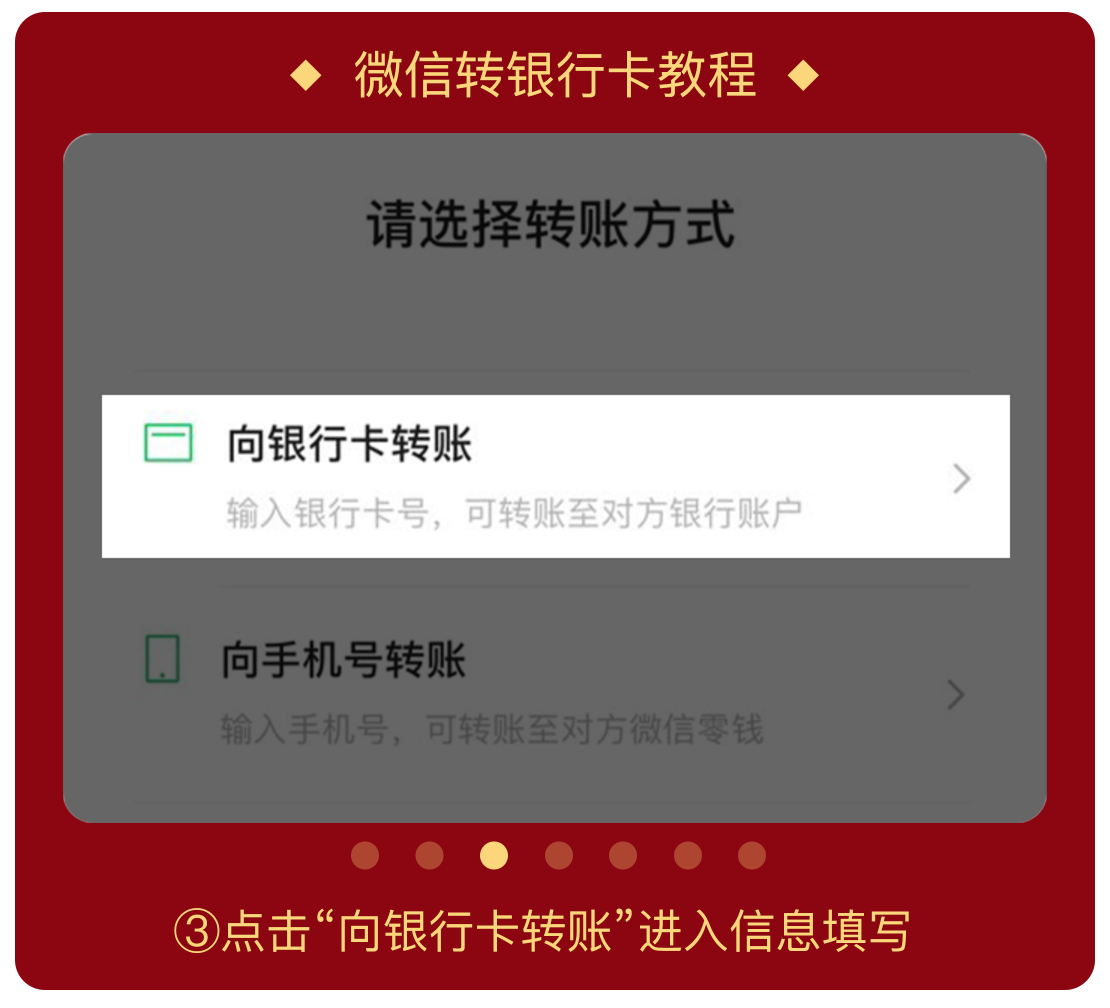 微信转银行卡教程
请选择转账方式
向银行卡转账
输入银行卡号，可转账至对方银行账户
向手机号转账
输入手机号，可转账至对方微信零钱
③点击“向银行卡转账”进入信息填写